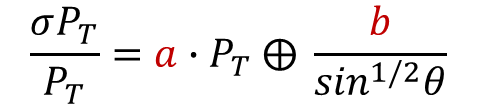 σP_T / P_T = a · P_T ⊕ b / sin^{1/2}θ